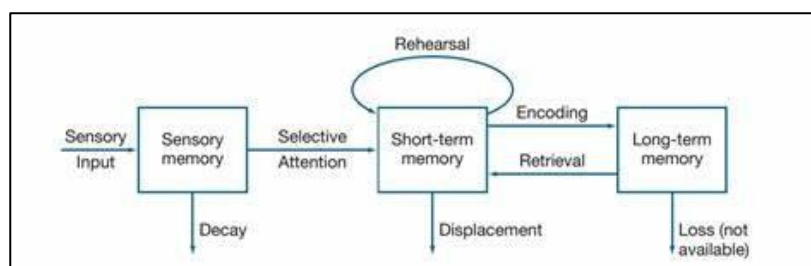 Rehearsal
Sensory
Input
Sensory
memory
Selective
Attention
Short-term
memory
Encoding
Retrieval
Long-term
memory
Decay
Displacement
Loss (not
available)